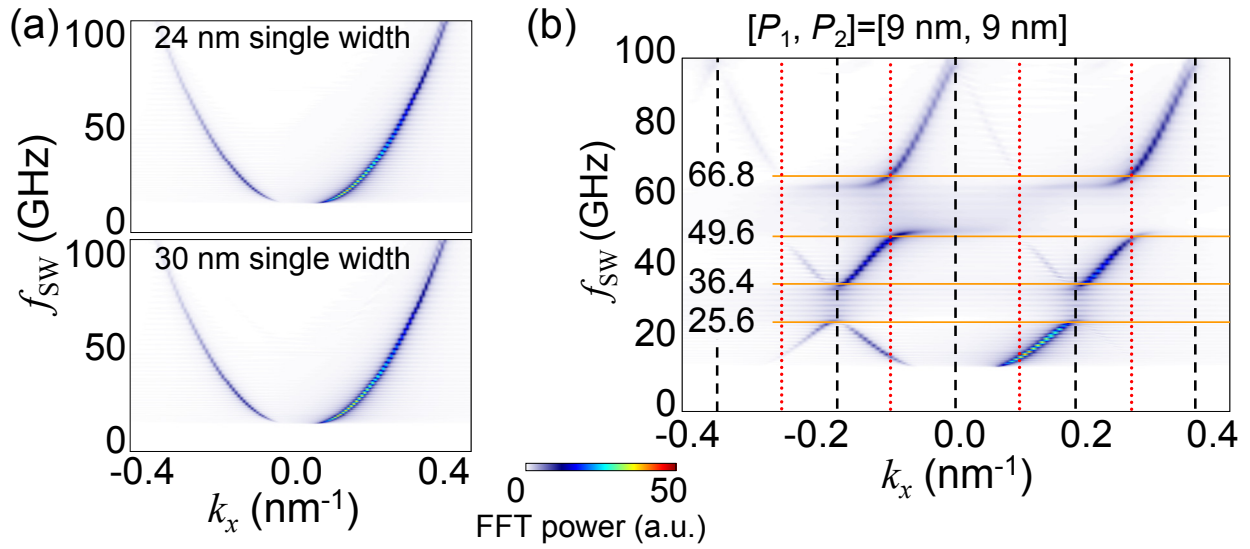 (a)
100
24 nm single width
50
0
100
30 nm single width
50
0
f_SW (GHz)
-0.4 0.0 0.4
k_x (nm⁻¹)
0 50
FFT power (a.u.)
(b)
[P₁, P₂]=[9 nm, 9 nm]
100
80
66.8
60
49.6
40
36.4
25.6
20
0
f_SW (GHz)
-0.4 -0.2 0.0 0.2 0.4
k_x (nm⁻¹)